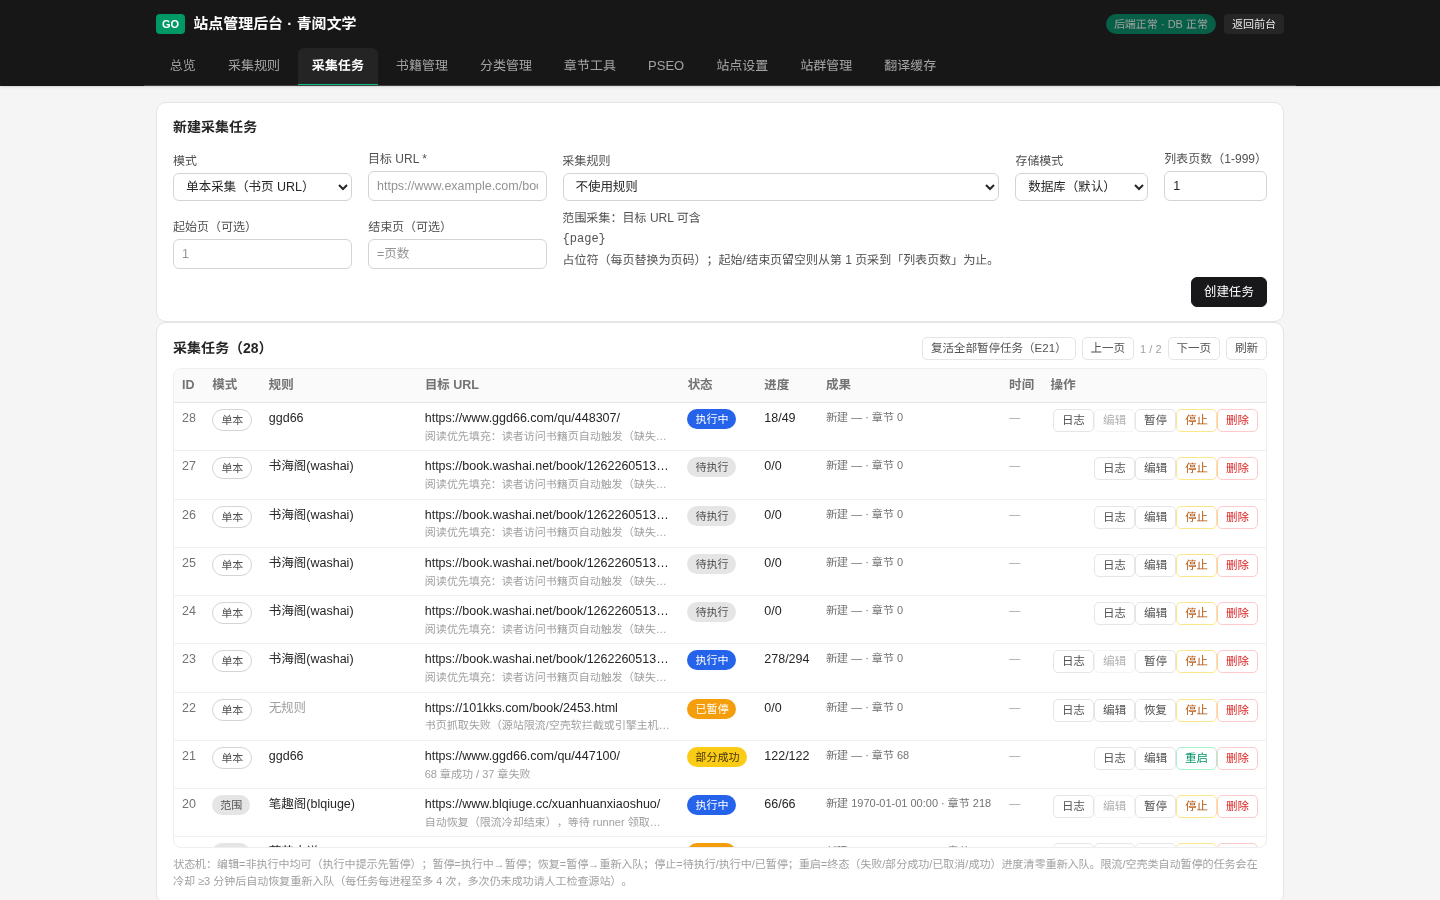 GO 站点管理后台 · 青阅文学 后端正常 · DB 正常 返回前台
总览 采集规则 采集任务 书籍管理 分类管理 章节工具 PSEO 站点设置 站群管理 翻译缓存
新建采集任务
模式 目标 URL * 采集规则 存储模式 列表页数（1-999）
单本采集（书页 URL） https://www.example.com/boo 不使用规则 数据库（默认） 1
起始页（可选） 结束页（可选） 范围采集：目标 URL 可含
1 =页数 {page}
占位符（每页替换为页码）；起始/结束页留空则从第 1 页采到「列表页数」为止。
创建任务
采集任务（28） 复活全部暂停任务（E21） 上一页 1 / 2 下一页 刷新
ID 模式 规则 目标 URL 状态 进度 成果 时间 操作
28 单本 ggd66 https://www.ggd66.com/qu/448307/ 执行中 18/49 新建 — · 章节 0 — 日志 编辑 暂停 停止 删除
阅读优先填充：读者访问书籍页自动触发（缺失…
27 单本 书海阁(washai) https://book.washai.net/book/1262260513… 待执行 0/0 新建 — · 章节 0 — 日志 编辑 停止 删除
阅读优先填充：读者访问书籍页自动触发（缺失…
26 单本 书海阁(washai) https://book.washai.net/book/1262260513… 待执行 0/0 新建 — · 章节 0 — 日志 编辑 停止 删除
阅读优先填充：读者访问书籍页自动触发（缺失…
25 单本 书海阁(washai) https://book.washai.net/book/1262260513… 待执行 0/0 新建 — · 章节 0 — 日志 编辑 停止 删除
阅读优先填充：读者访问书籍页自动触发（缺失…
24 单本 书海阁(washai) https://book.washai.net/book/1262260513… 待执行 0/0 新建 — · 章节 0 — 日志 编辑 停止 删除
阅读优先填充：读者访问书籍页自动触发（缺失…
23 单本 书海阁(washai) https://book.washai.net/book/1262260513… 执行中 278/294 新建 — · 章节 0 — 日志 编辑 暂停 停止 删除
阅读优先填充：读者访问书籍页自动触发（缺失…
22 单本 无规则 https://101kks.com/book/2453.html 已暂停 0/0 新建 — · 章节 0 — 日志 编辑 恢复 停止 删除
书页抓取失败（源站限流/空壳软拦截或引擎主机…
21 单本 ggd66 https://www.ggd66.com/qu/447100/ 部分成功 122/122 新建 — · 章节 68 — 日志 编辑 重启 删除
68 章成功 / 37 章失败
20 范围 笔趣阁(blqiuge) https://www.blqiuge.cc/xuanhuanxiaoshuo/ 执行中 66/66 新建 1970-01-01 00:00 · 章节 218 — 日志 编辑 暂停 停止 删除
自动恢复（限流冷却结束），等待 runner 领取…
状态机：编辑=非执行中均可（执行中提示先暂停）；暂停=执行中→暂停；恢复=暂停→重新入队；停止=待执行/执行中/已暂停；重启=终态（失败/部分成功/已取消/成功）进度清零重新入队。限流/空壳类自动暂停的任务会在
冷却 ≥3 分钟后自动恢复重新入队（每任务每进程至多 4 次，多次仍未成功请人工检查源站）。